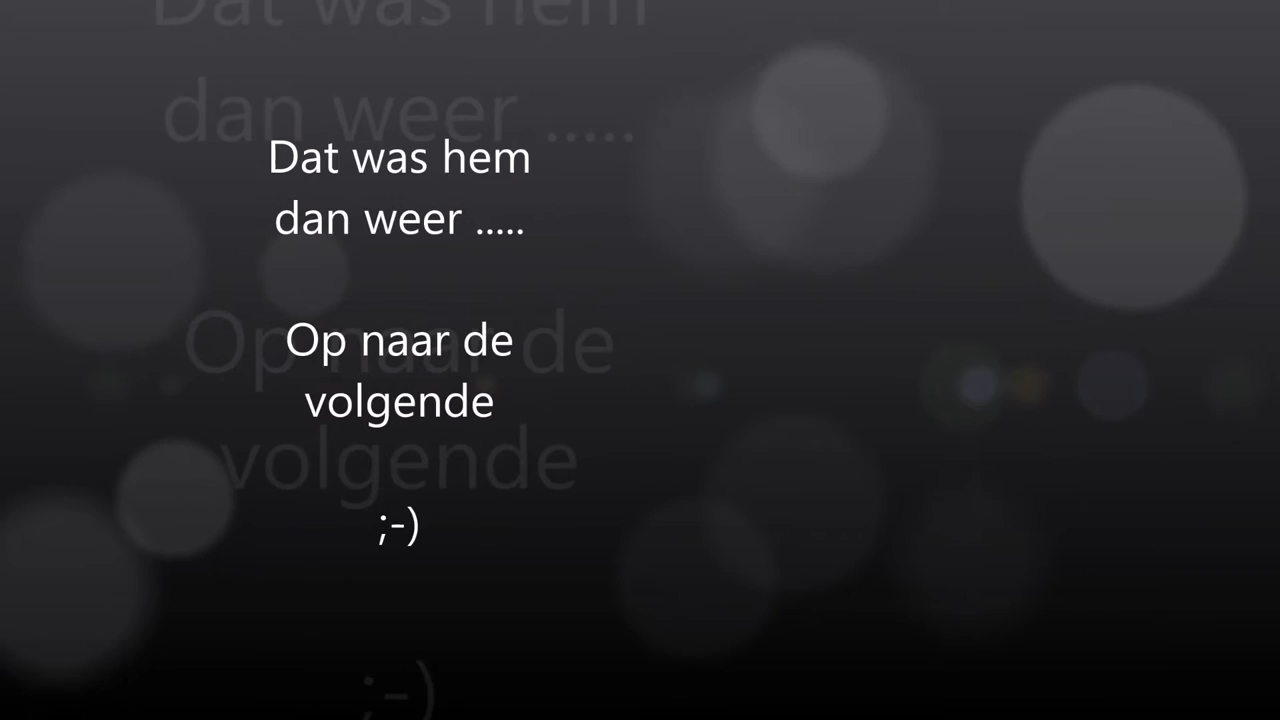 Dat was hem
dan weer .....
Op naar de
volgende
;-)